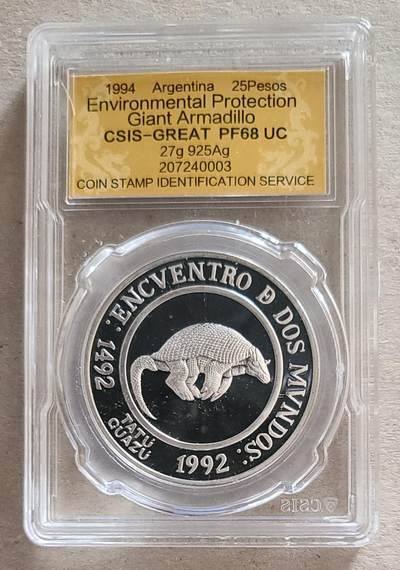 1994 Argentina 25Pesos
Environmental Protection
Giant Armadillo
CSIS-GREAT PF68 UC
27g 925Ag
207240003
COIN STAMP IDENTIFICATION SERVICE
1492 : ENCVENTRO Ð DOS MVNDOS : 1992
TATU
GUAZU
CSIS